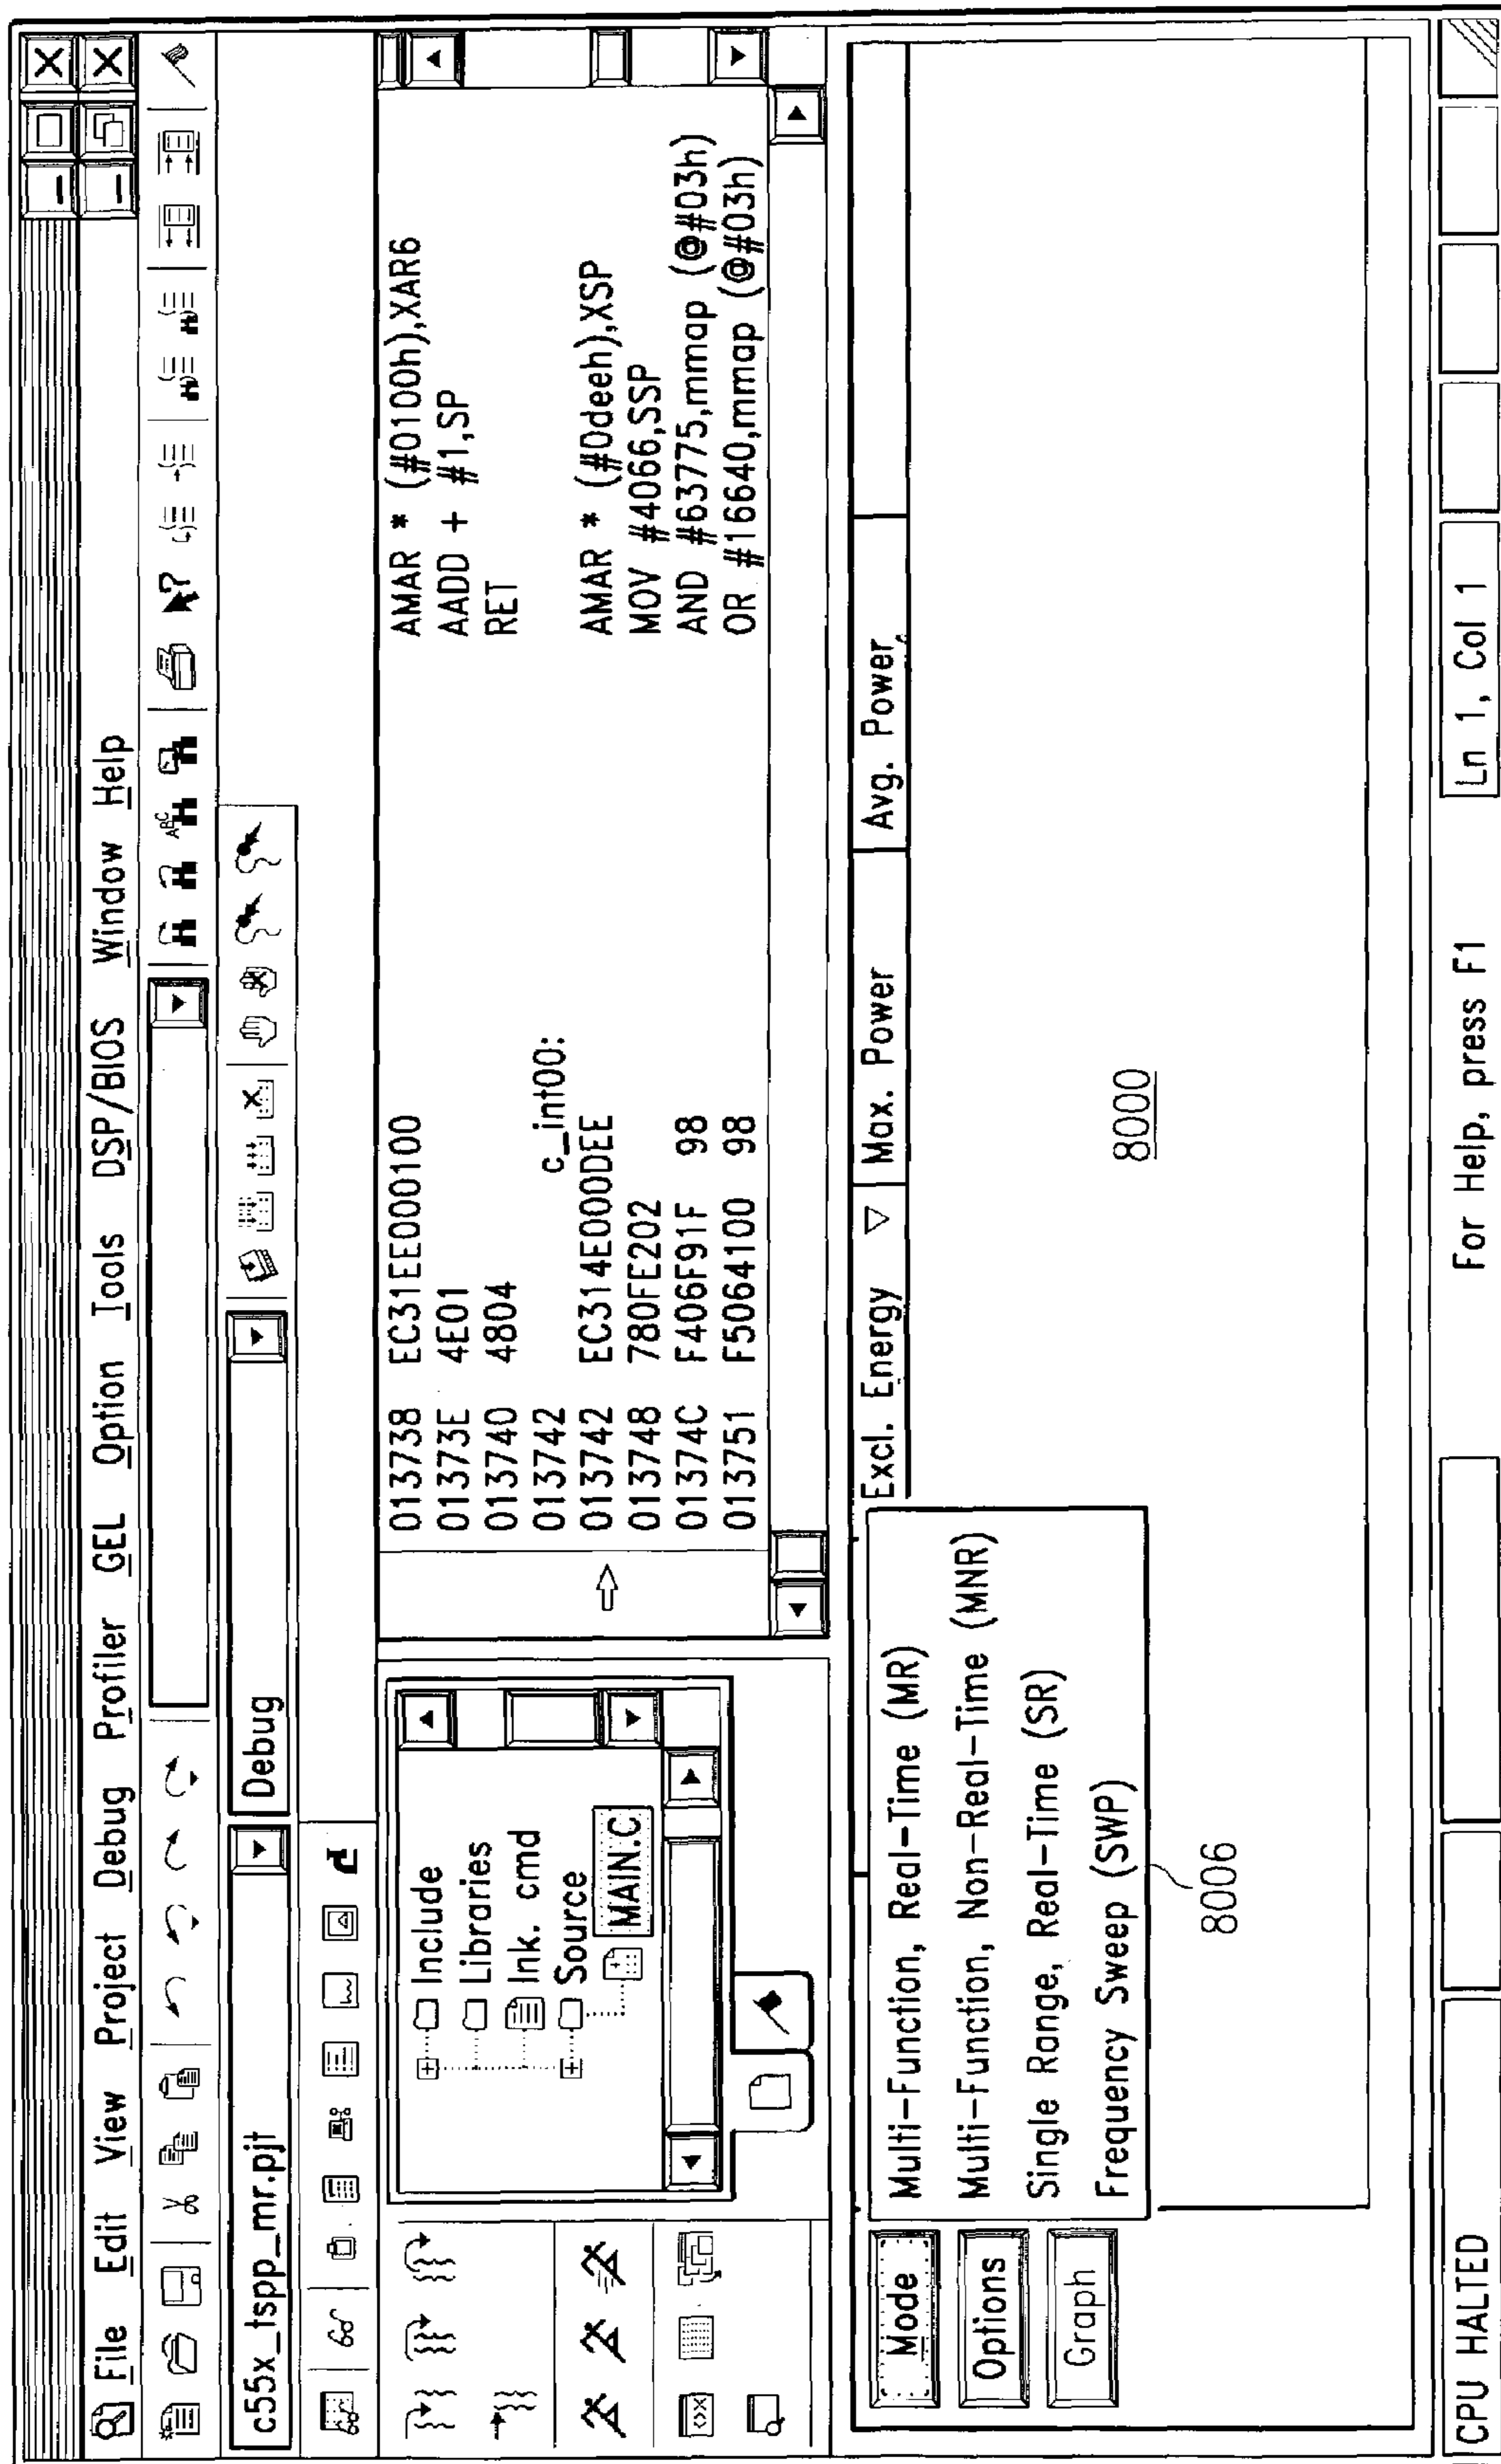 File Edit View Project Debug Profiler GEL Option Tools DSP/BIOS Window Help
ABC
c55x_tspp_mr.pjt
Debug
Include
Libraries
Ink. cmd
Source
MAIN.C
013738 EC31EE000100 AMAR * (#0100h),XAR6
01373E 4E01 AADD + #1,SP
013740 4804 RET
013742 c_int00:
013742 EC314E000DEE AMAR * (#0deeh),XSP
013748 780FE202 MOV #4066,SSP
01374C F406F91F 98 AND #63775,mmap (@#03h)
013751 F5064100 98 OR #16640,mmap (@#03h)
Mode
Options
Graph
Multi-Function, Real-Time (MR)
Multi-Function, Non-Real-Time (MNR)
Single Range, Real-Time (SR)
Frequency Sweep (SWP)
8006
Excl. Energy Max. Power Avg. Power
8000
CPU HALTED
For Help, press F1
Ln 1, Col 1